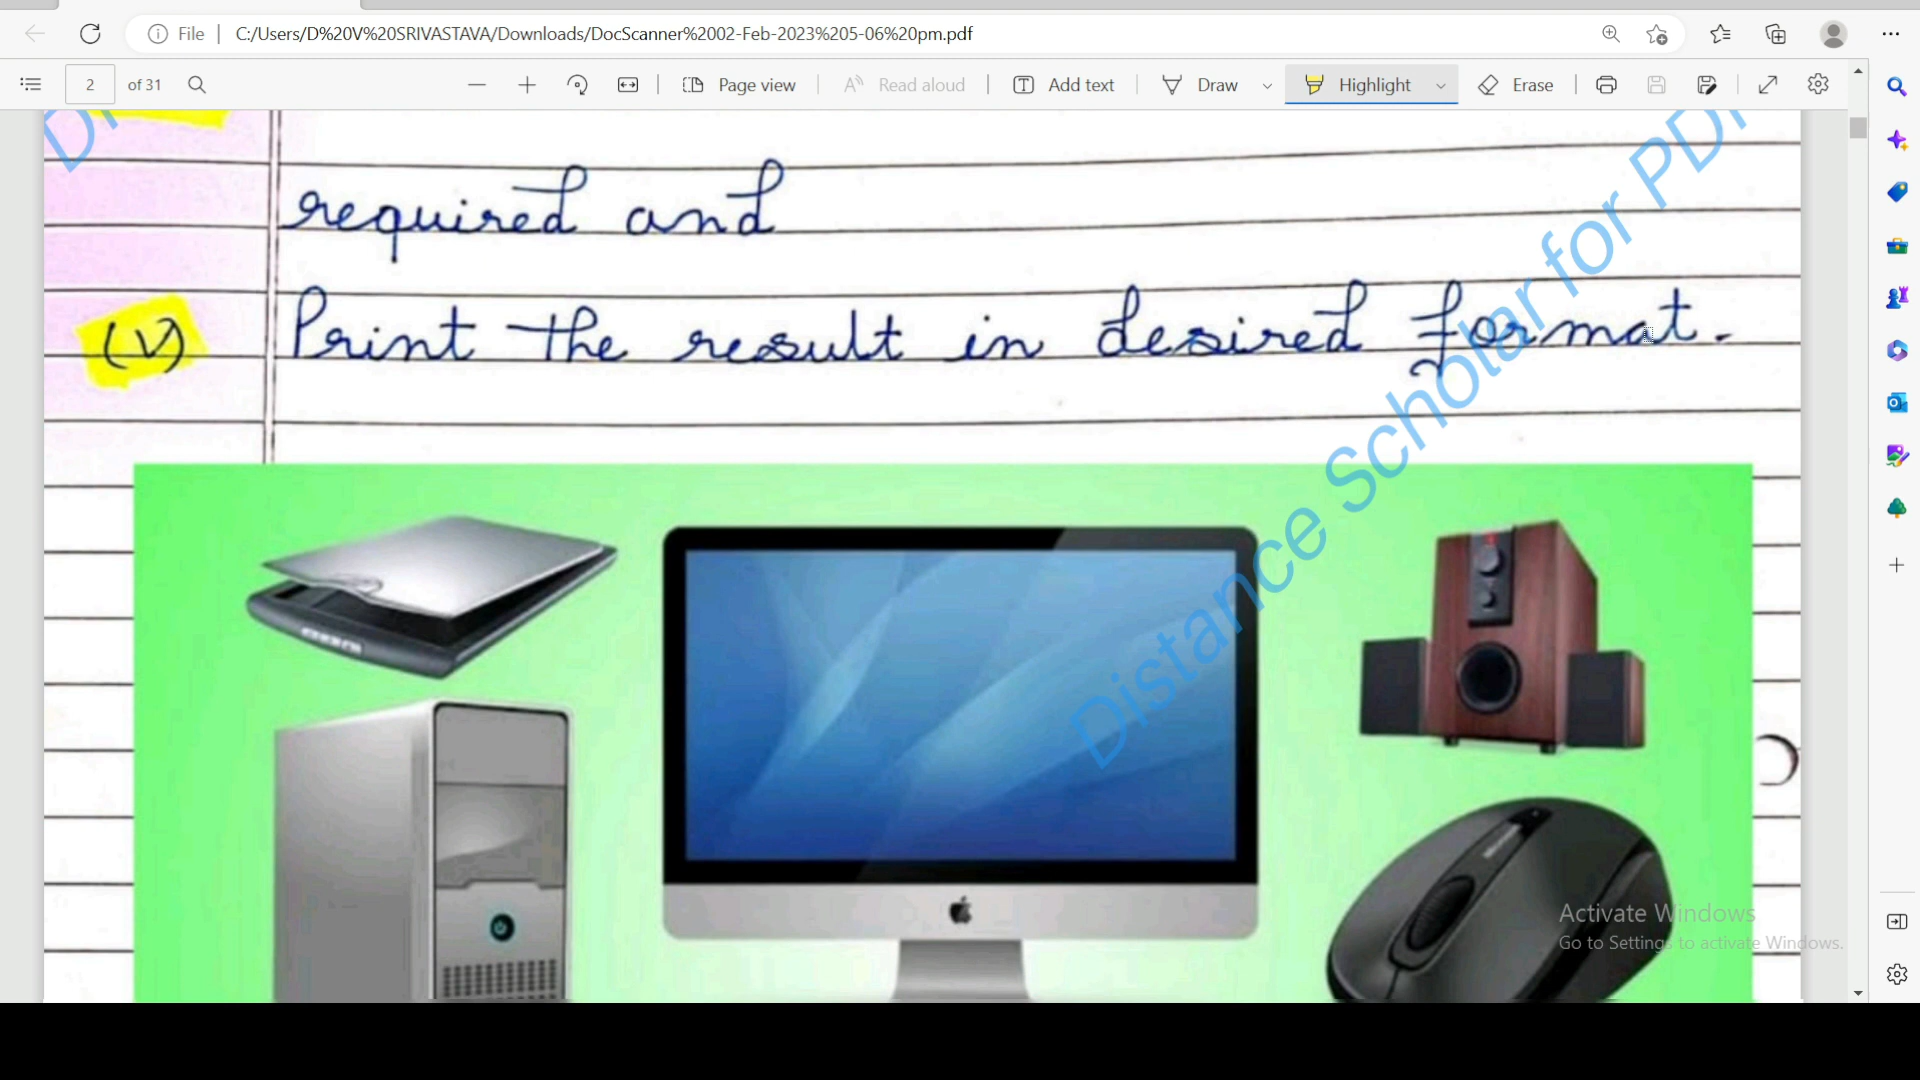 File
C:/Users/D%20V%20SRIVASTAVA/Downloads/DocScanner%2002-Feb-2023%205-06%20pm.pdf
2 of 31
Page view
Read aloud
Add text
Draw
Highlight
Erase
required and
(V) Print the result in desired format.
Distance Scholar for PDF
Activate Windows
Go to Settings to activate Windows.